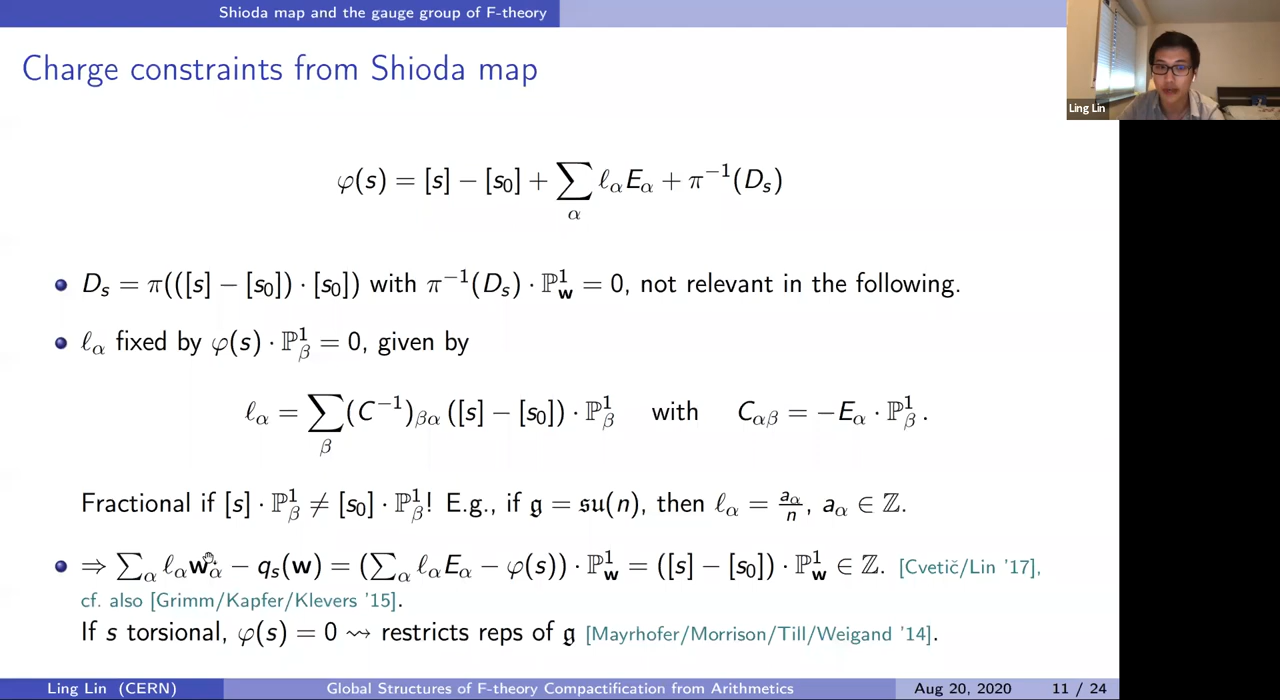 Shioda map and the gauge group of F-theory
Charge constraints from Shioda map
Ling Lin
φ(s) = [s] − [s₀] + ∑_α ℓ_α E_α + π⁻¹(D_s)
D_s = π(([s] − [s₀]) · [s₀]) with π⁻¹(D_s) · ℙ¹_w = 0, not relevant in the following.
ℓ_α fixed by φ(s) · ℙ¹_β = 0, given by
ℓ_α = ∑_β (C⁻¹)_βα ([s] − [s₀]) · ℙ¹_β with C_αβ = −E_α · ℙ¹_β .
Fractional if [s] · ℙ¹_β ≠ [s₀] · ℙ¹_β! E.g., if 𝔤 = 𝔰𝔲(n), then ℓ_α = a_α/n, a_α ∈ ℤ.
⇒ ∑_α ℓ_α w_α − q_s(w) = (∑_α ℓ_α E_α − φ(s)) · ℙ¹_w = ([s] − [s₀]) · ℙ¹_w ∈ ℤ. [Cvetič/Lin '17],
cf. also [Grimm/Kapfer/Klevers '15].
If s torsional, φ(s) = 0 ⇝ restricts reps of 𝔤 [Mayrhofer/Morrison/Till/Weigand '14].
Ling Lin (CERN) Global Structures of F-theory Compactification from Arithmetics Aug 20, 2020 11 / 24